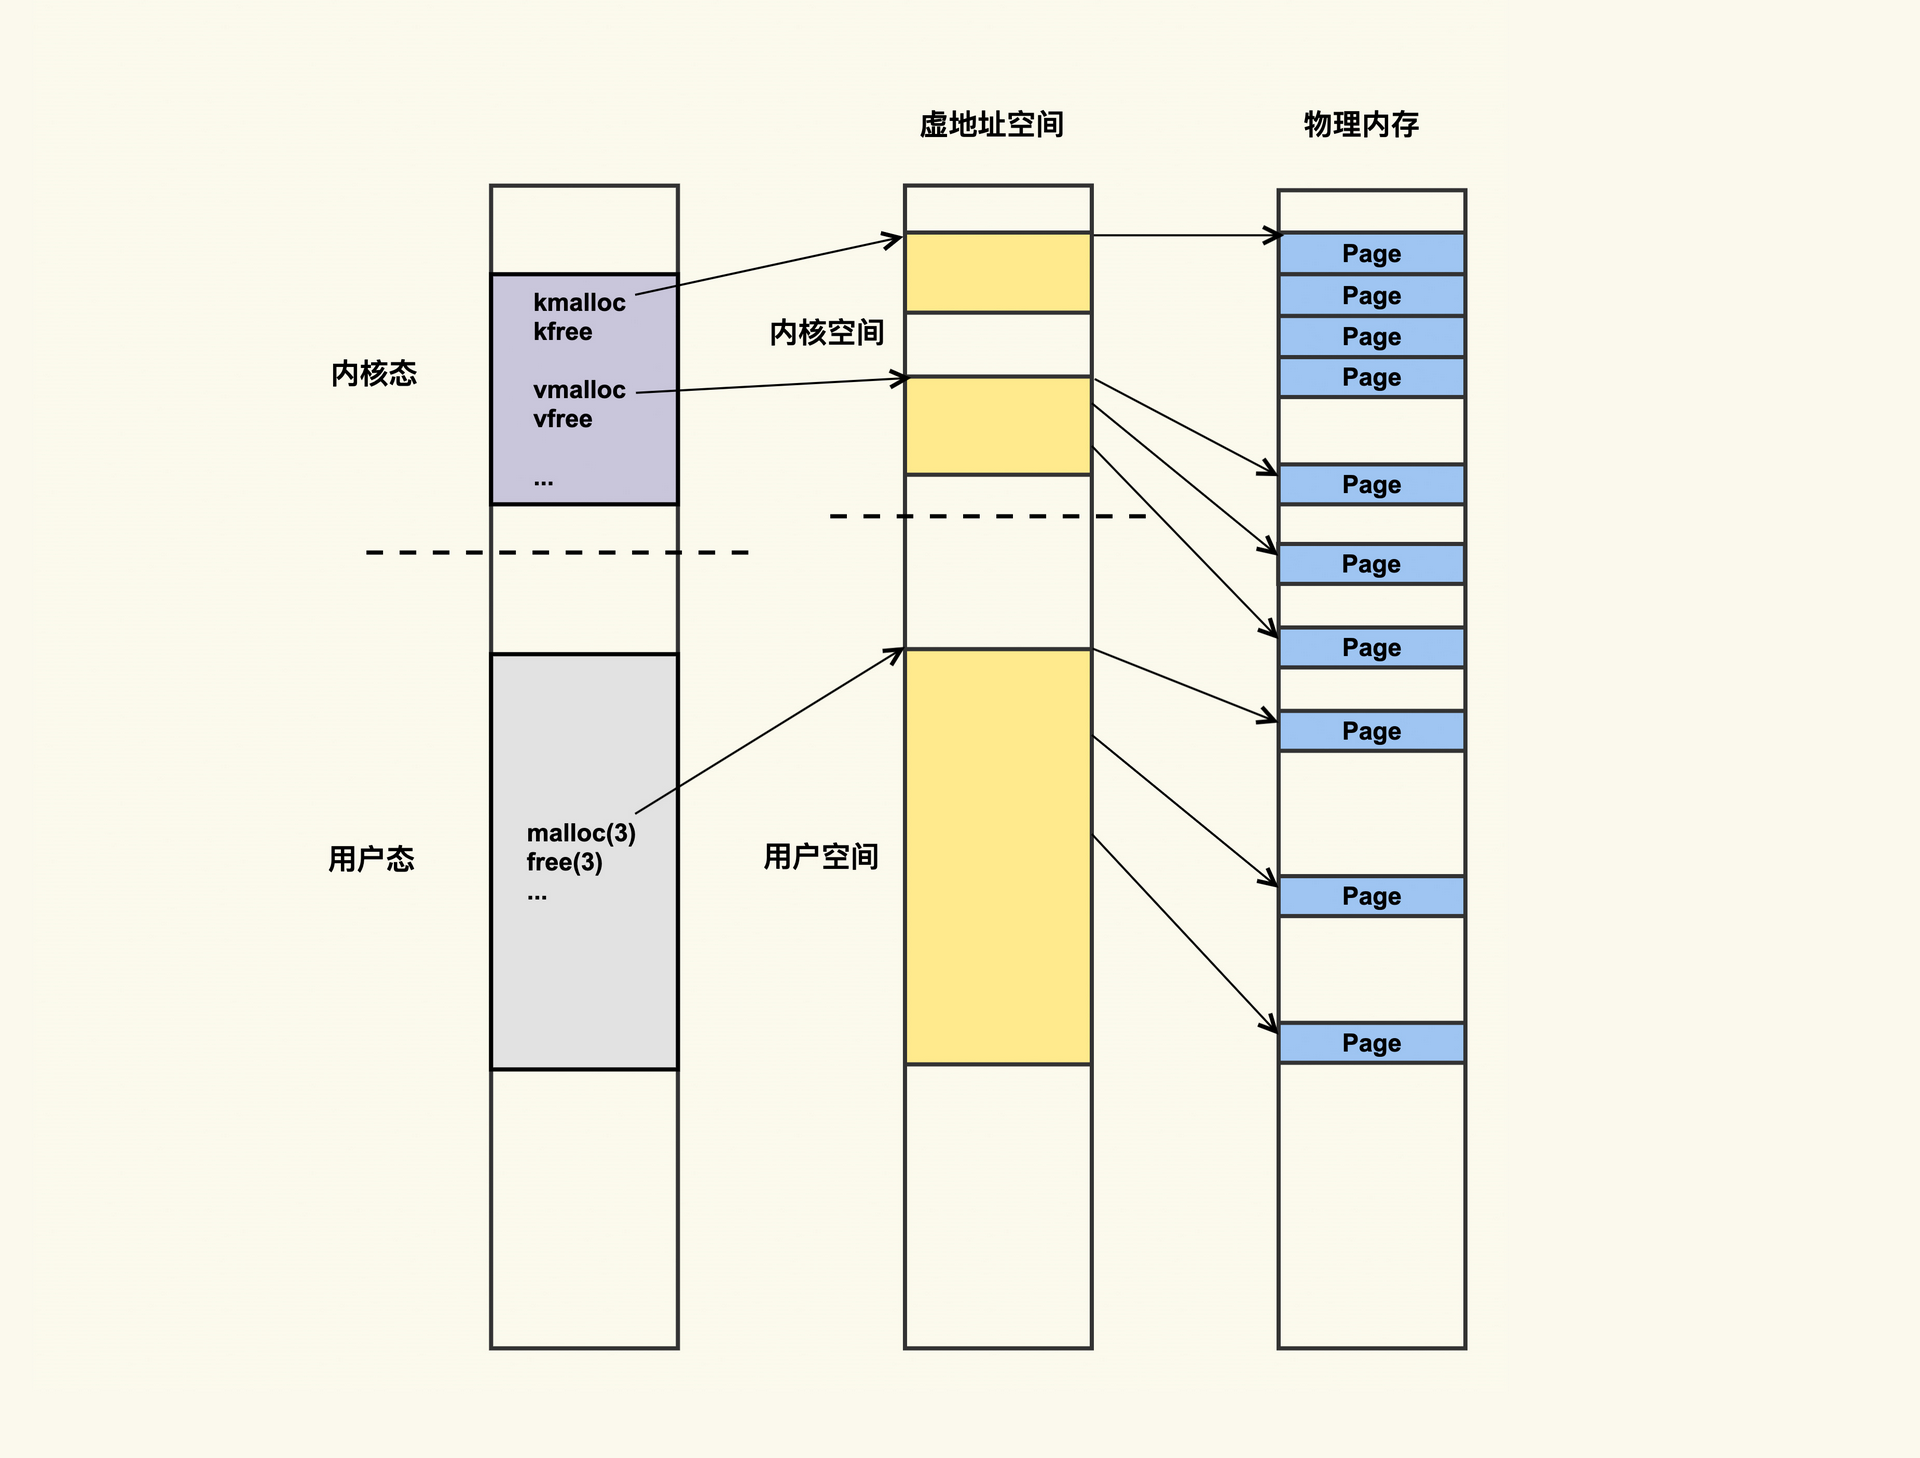 虚地址空间
物理内存
内核态
kmalloc
kfree
vmalloc
vfree
...
内核空间
用户态
malloc(3)
free(3)
...
用户空间
Page
Page
Page
Page
Page
Page
Page
Page
Page
Page